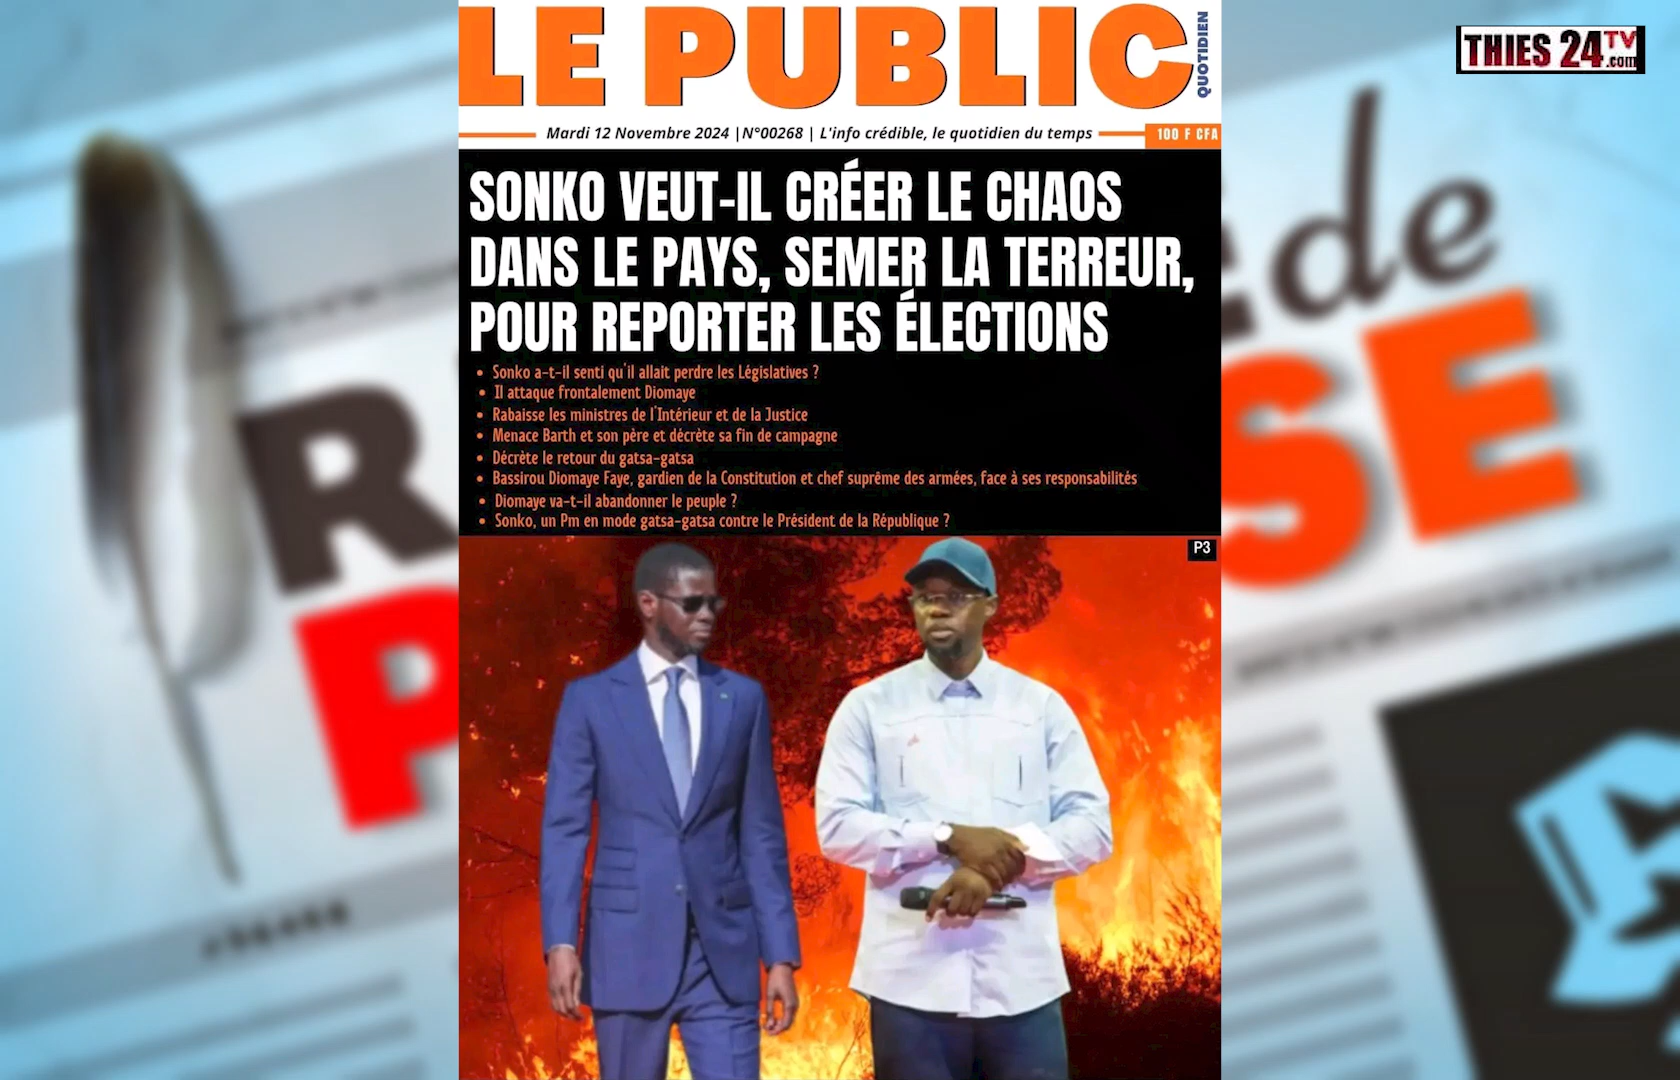 LE PUBLIC
QUOTIDIEN
Mardi 12 Novembre 2024 | N°00268 | L'info crédible, le quotidien du temps
100 F CFA
THIES 24 TV .com
SONKO VEUT-IL CRÉER LE CHAOS
DANS LE PAYS, SEMER LA TERREUR,
POUR REPORTER LES ÉLECTIONS
• Sonko a-t-il senti qu'il allait perdre les Législatives ?
• Il attaque frontalement Diomaye
• Rabaisse les ministres de l'Intérieur et de la Justice
• Menace Barth et son père et décrète sa fin de campagne
• Décrète le retour du gatsa-gatsa
• Bassirou Diomaye Faye, gardien de la Constitution et chef suprême des armées, face à ses responsabilités
• Diomaye va-t-il abandonner le peuple ?
• Sonko, un Pm en mode gatsa-gatsa contre le Président de la République ?
P3
de
R
SE
P